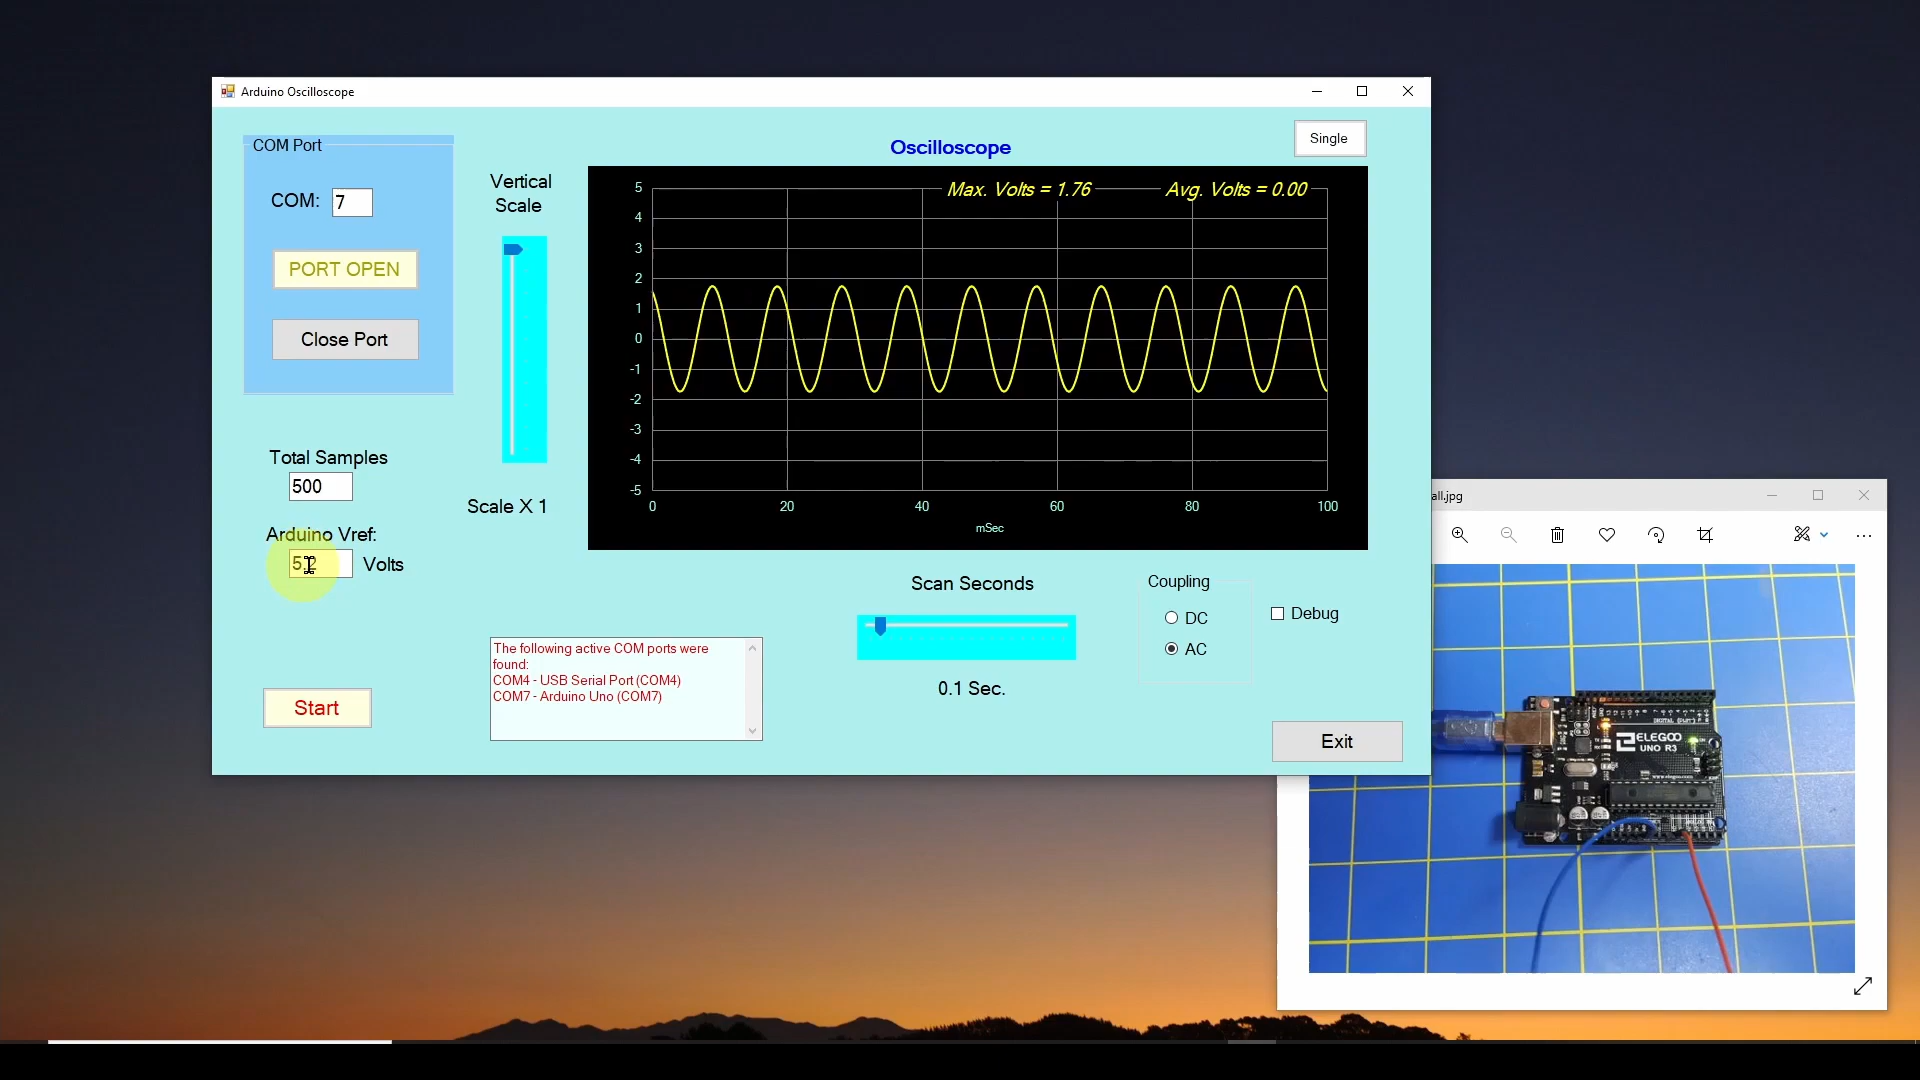 Arduino Oscilloscope
COM Port
COM: 7
PORT OPEN
Close Port
Total Samples
500
Arduino Vref:
5.2 Volts
Start
Vertical
Scale
Scale X 1
Oscilloscope
Single
Max. Volts = 1.76
Avg. Volts = 0.00
5
4
3
2
1
0
-1
-2
-3
-4
-5
0 20 40 60 80 100
mSec
The following active COM ports were
found:
COM4 - USB Serial Port (COM4)
COM7 - Arduino Uno (COM7)
Scan Seconds
0.1 Sec.
Coupling
DC
AC
Debug
Exit
all.jpg
DIGITAL (PWM~)
ELEGOO
UNO R3